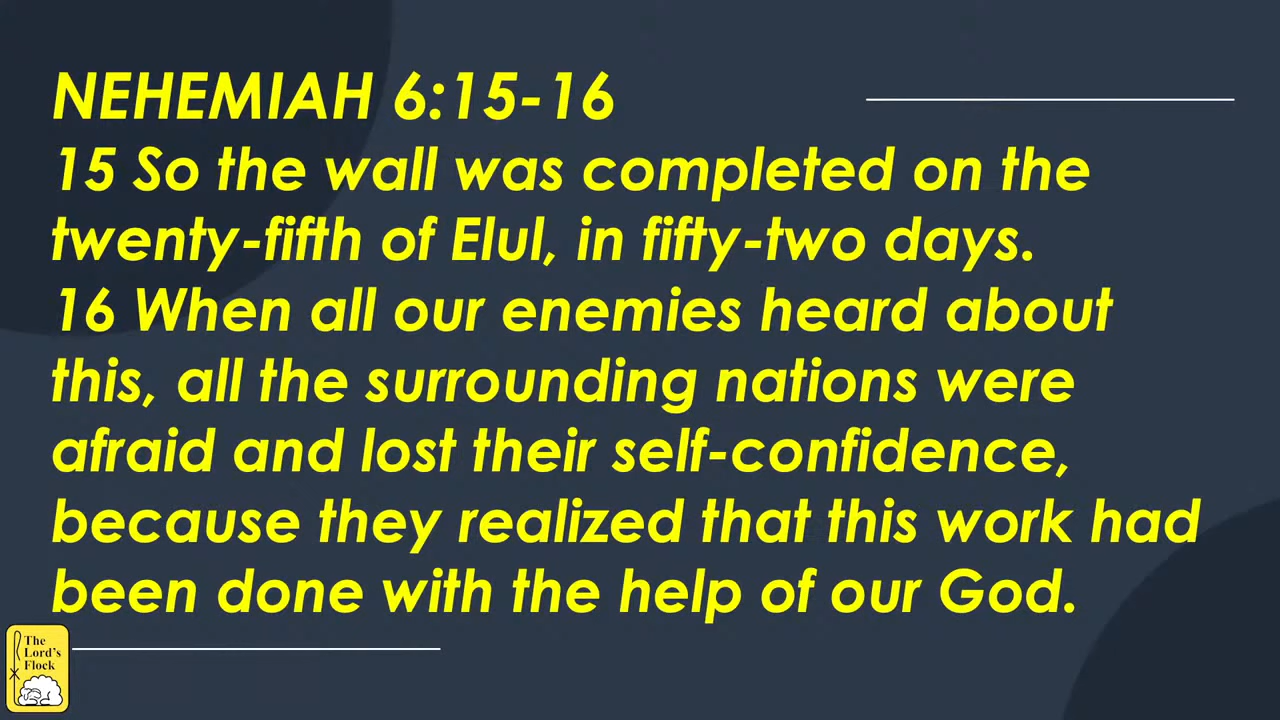 NEHEMIAH 6:15-16
15 So the wall was completed on the
twenty-fifth of Elul, in fifty-two days.
16 When all our enemies heard about
this, all the surrounding nations were
afraid and lost their self-confidence,
because they realized that this work had
been done with the help of our God.
The
Lord's
Flock